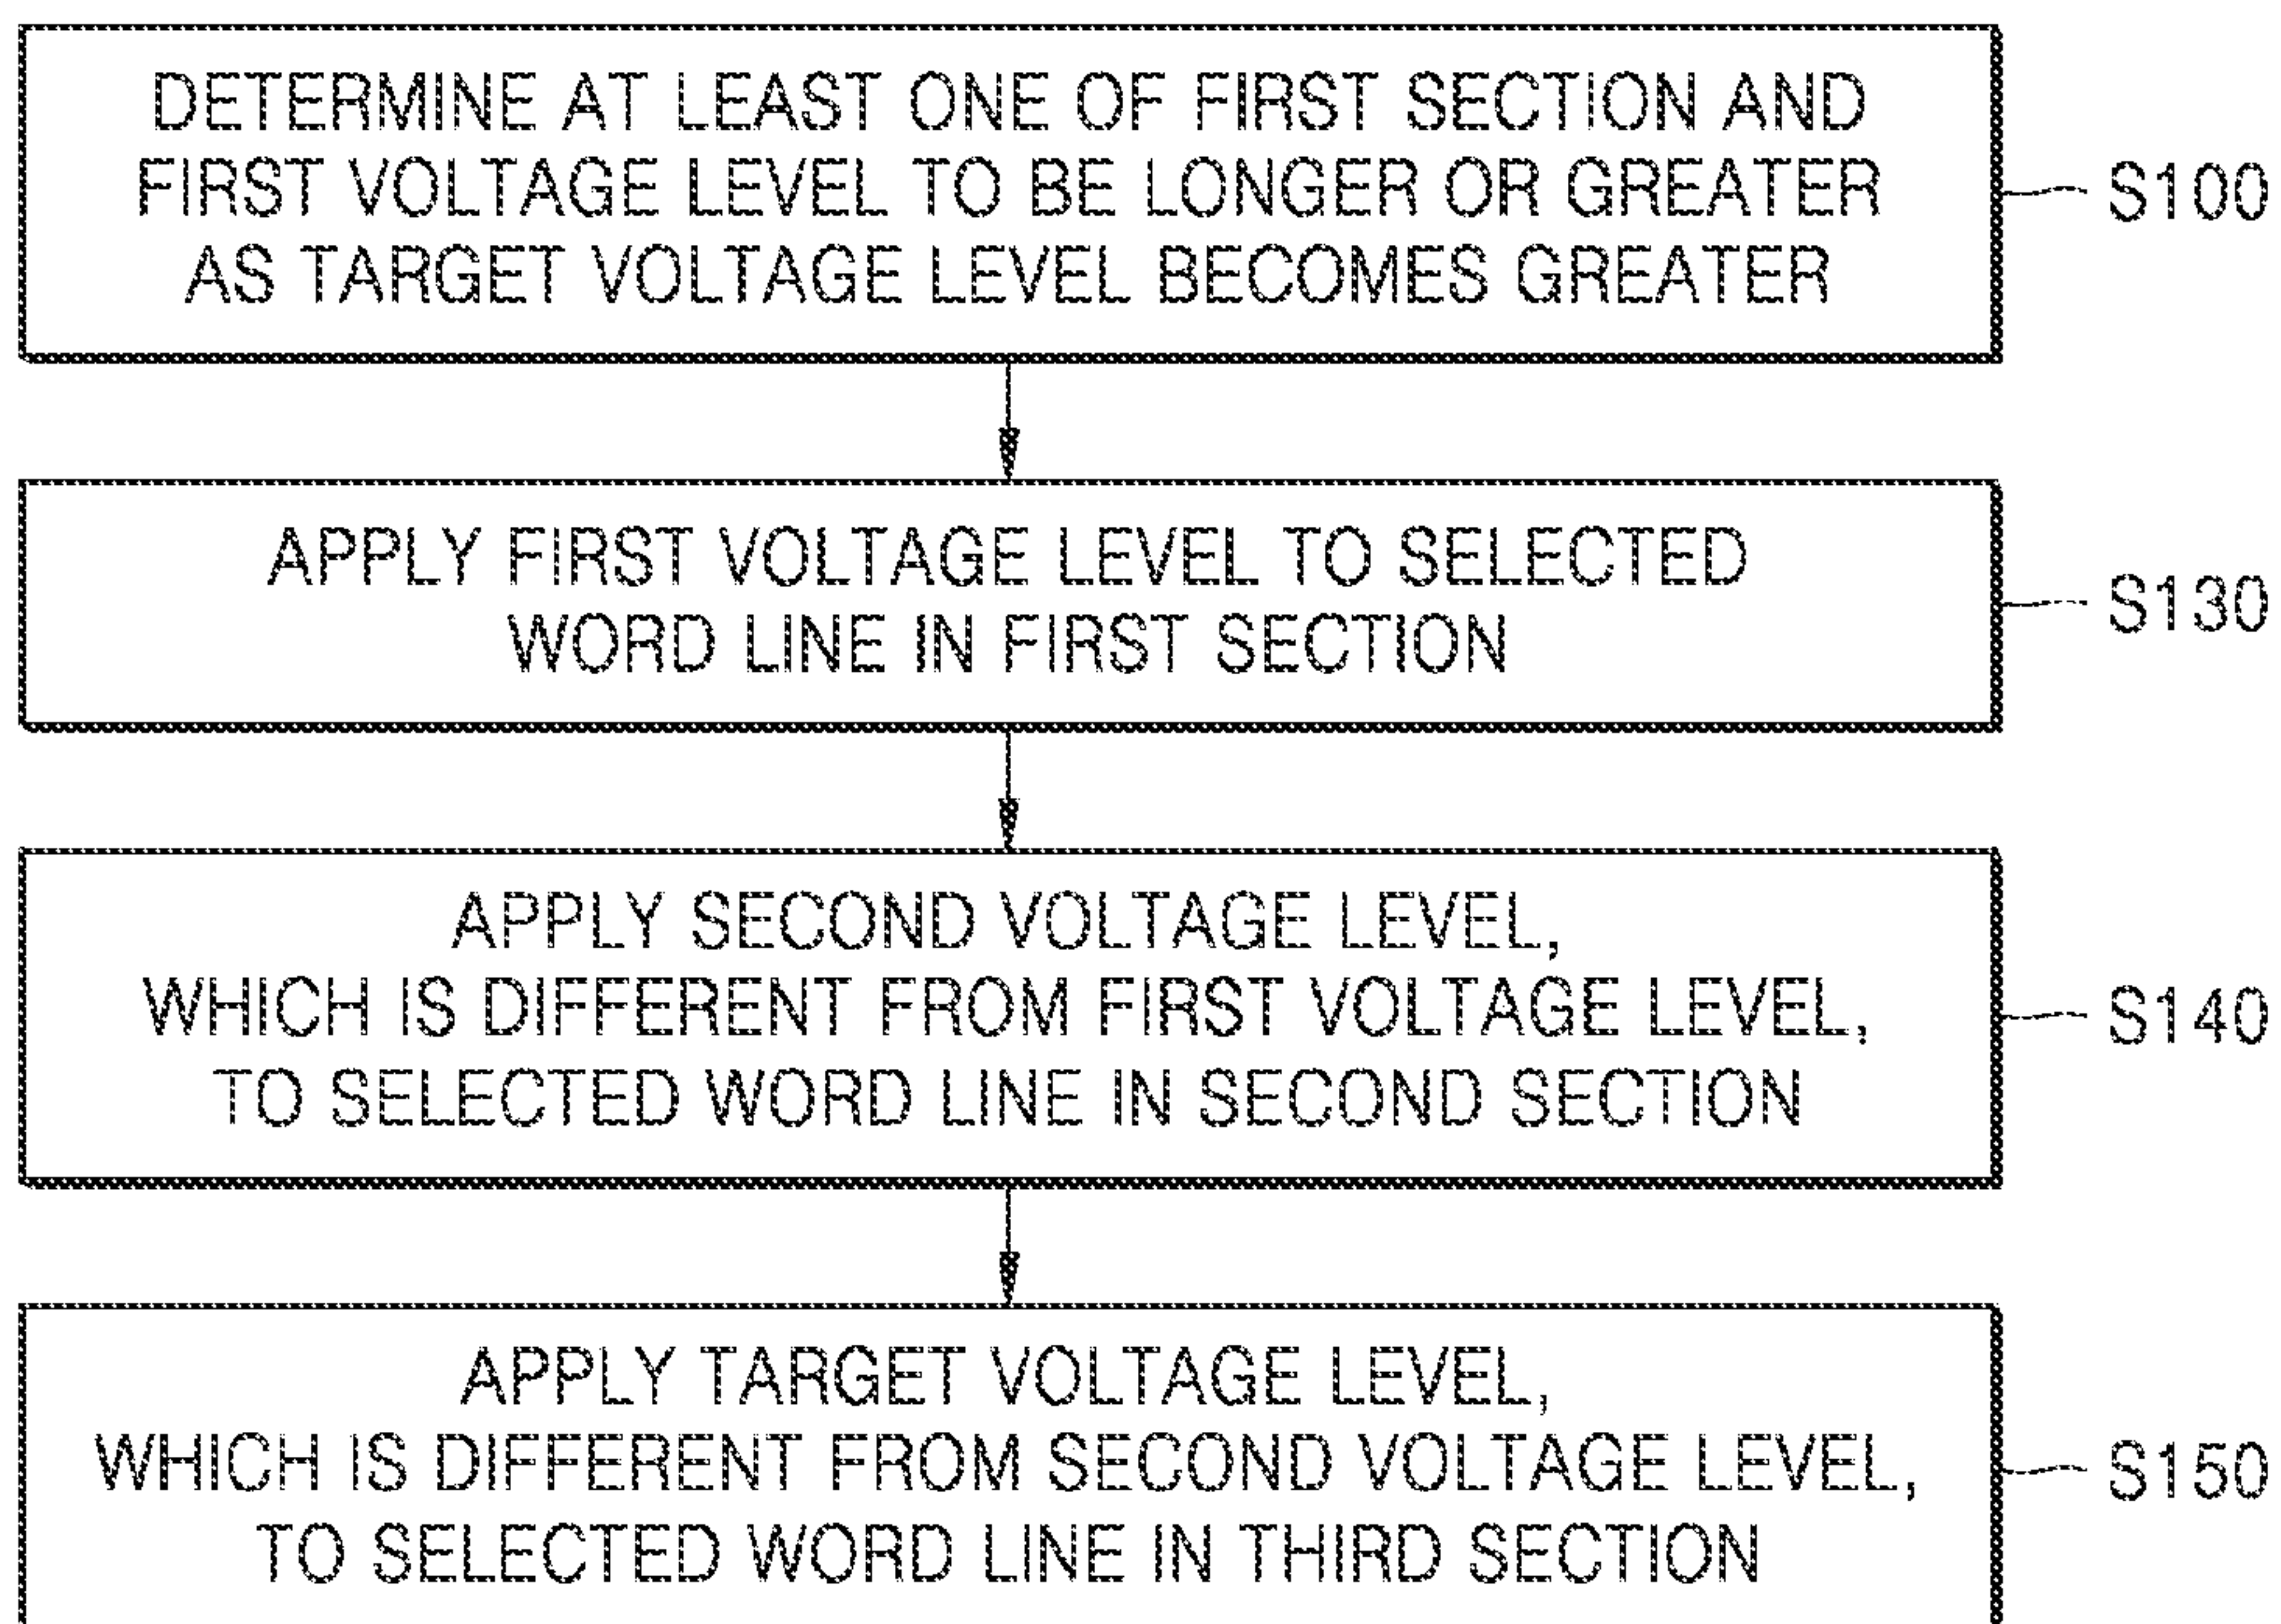 DETERMINE AT LEAST ONE OF FIRST SECTION AND
FIRST VOLTAGE LEVEL TO BE LONGER OR GREATER
AS TARGET VOLTAGE LEVEL BECOMES GREATER
S100
APPLY FIRST VOLTAGE LEVEL TO SELECTED
WORD LINE IN FIRST SECTION
S130
APPLY SECOND VOLTAGE LEVEL,
WHICH IS DIFFERENT FROM FIRST VOLTAGE LEVEL,
TO SELECTED WORD LINE IN SECOND SECTION
S140
APPLY TARGET VOLTAGE LEVEL,
WHICH IS DIFFERENT FROM SECOND VOLTAGE LEVEL,
TO SELECTED WORD LINE IN THIRD SECTION
S150